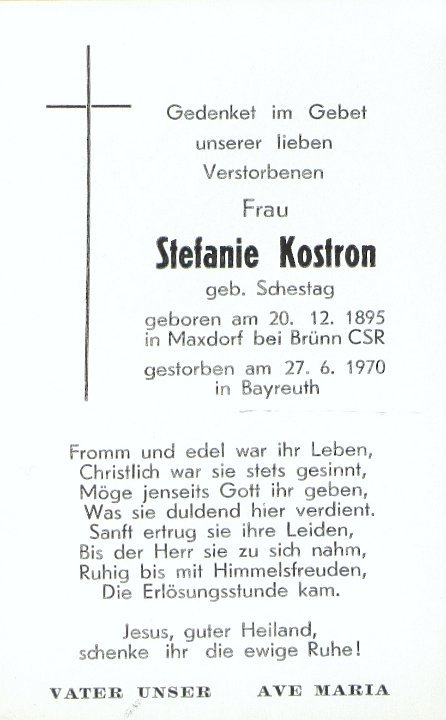 Gedenket im Gebet
unserer lieben
Verstorbenen
Frau
Stefanie Kostron
geb. Schestag
geboren am 20. 12. 1895
in Maxdorf bei Brünn CSR
gestorben am 27. 6. 1970
in Bayreuth
Fromm und edel war ihr Leben,
Christlich war sie stets gesinnt,
Möge jenseits Gott ihr geben,
Was sie duldend hier verdient.
Sanft ertrug sie ihre Leiden,
Bis der Herr sie zu sich nahm,
Ruhig bis mit Himmelsfreuden,
Die Erlösungsstunde kam.
Jesus, guter Heiland,
schenke ihr die ewige Ruhe!
VATER UNSER AVE MARIA